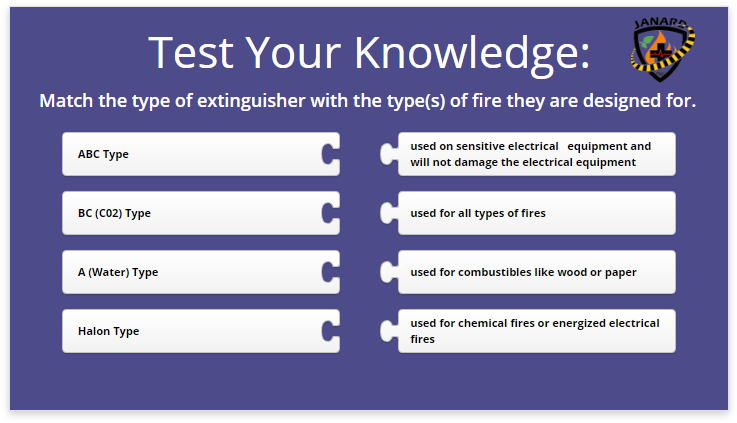 JANARD
Test Your Knowledge:
Match the type of extinguisher with the type(s) of fire they are designed for.
ABC Type
used on sensitive electrical equipment and
will not damage the electrical equipment
BC (C02) Type
used for all types of fires
A (Water) Type
used for combustibles like wood or paper
Halon Type
used for chemical fires or energized electrical
fires